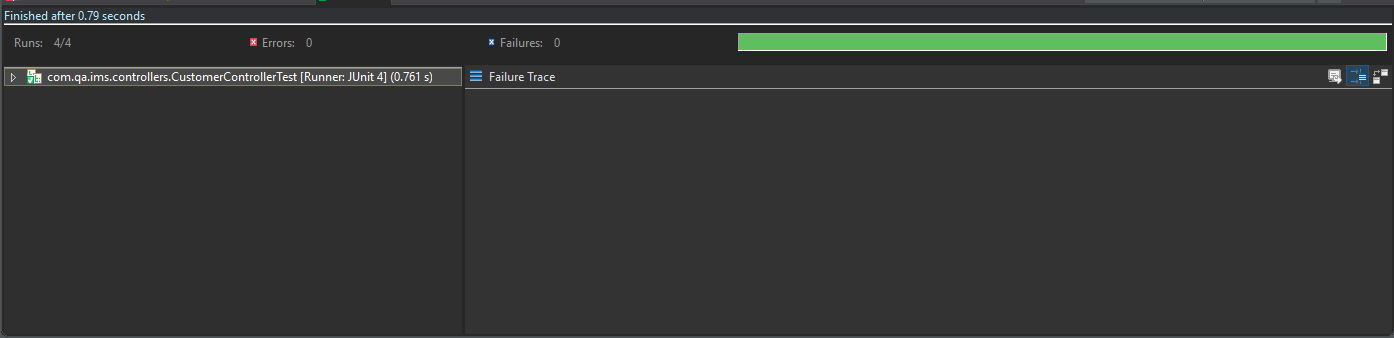 Finished after 0.79 seconds
Runs: 4/4 Errors: 0 Failures: 0
com.qa.ims.controllers.CustomerControllerTest [Runner: JUnit 4] (0.761 s)
Failure Trace